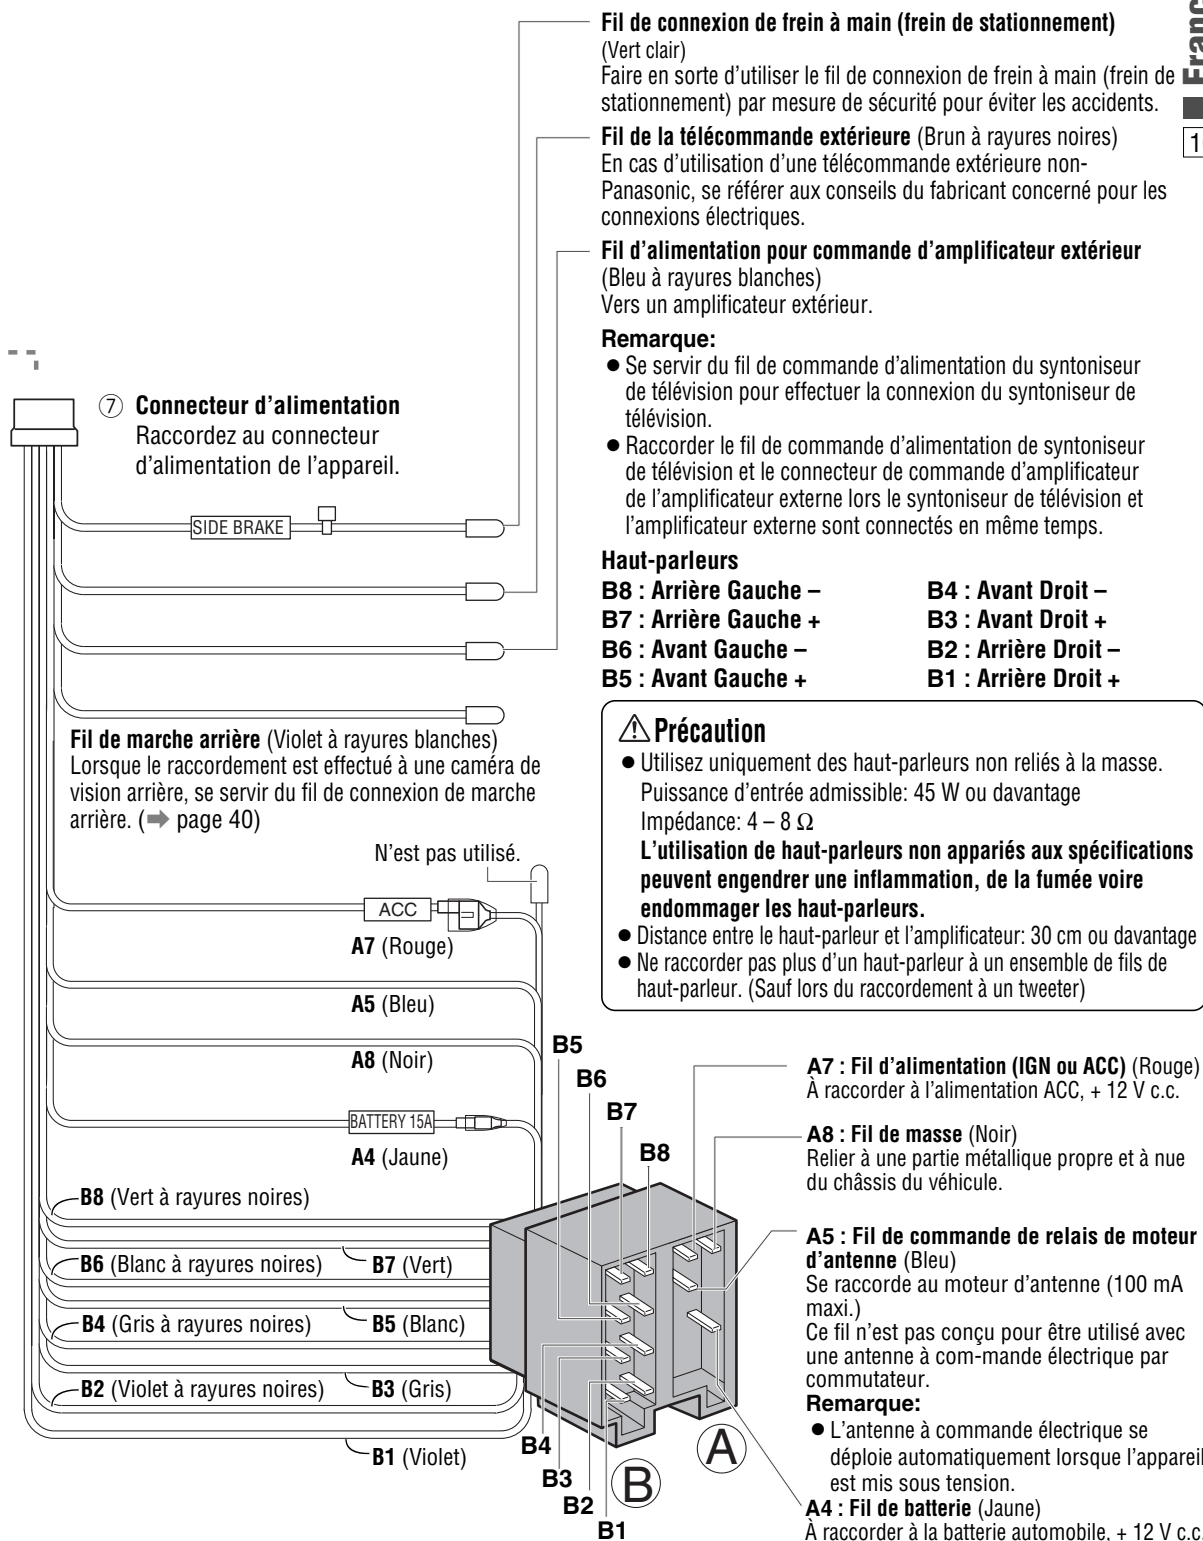 Fil de connexion de frein à main (frein de stationnement)
(Vert clair)
Faire en sorte d'utiliser le fil de connexion de frein à main (frein de
stationnement) par mesure de sécurité pour éviter les accidents.
Fil de la télécommande extérieure (Brun à rayures noires)
En cas d'utilisation d'une télécommande extérieure non-
Panasonic, se référer aux conseils du fabricant concerné pour les
connexions électriques.
Fil d'alimentation pour commande d'amplificateur extérieur
(Bleu à rayures blanches)
Vers un amplificateur extérieur.
Remarque:
● Se servir du fil de commande d'alimentation du syntoniseur
de télévision pour effectuer la connexion du syntoniseur de
télévision.
● Raccorder le fil de commande d'alimentation de syntoniseur
de télévision et le connecteur de commande d'amplificateur
de l'amplificateur externe lors le syntoniseur de télévision et
l'amplificateur externe sont connectés en même temps.
⑦ Connecteur d'alimentation
Raccordez au connecteur
d'alimentation de l'appareil.
SIDE BRAKE
Haut-parleurs
B8 : Arrière Gauche – B4 : Avant Droit –
B7 : Arrière Gauche + B3 : Avant Droit +
B6 : Avant Gauche – B2 : Arrière Droit –
B5 : Avant Gauche + B1 : Arrière Droit +
Fil de marche arrière (Violet à rayures blanches)
Lorsque le raccordement est effectué à une caméra de
vision arrière, se servir du fil de connexion de marche
arrière. (➡ page 40)
⚠ Précaution
● Utilisez uniquement des haut-parleurs non reliés à la masse.
Puissance d'entrée admissible: 45 W ou davantage
Impédance: 4 – 8 Ω
L'utilisation de haut-parleurs non appariés aux spécifications
peuvent engendrer une inflammation, de la fumée voire
endommager les haut-parleurs.
● Distance entre le haut-parleur et l'amplificateur: 30 cm ou davantage
● Ne raccorder pas plus d'un haut-parleur à un ensemble de fils de
haut-parleur. (Sauf lors du raccordement à un tweeter)
N'est pas utilisé.
ACC
A7 (Rouge)
A5 (Bleu)
A8 (Noir)
BATTERY 15A
A4 (Jaune)
B8 (Vert à rayures noires)
B6 (Blanc à rayures noires) B7 (Vert)
B4 (Gris à rayures noires) B5 (Blanc)
B2 (Violet à rayures noires) B3 (Gris)
B1 (Violet)
B5
B6
B7
B8
B4
B3
B2
B1
B
A
A7 : Fil d'alimentation (IGN ou ACC) (Rouge)
À raccorder à l'alimentation ACC, + 12 V c.c.
A8 : Fil de masse (Noir)
Relier à une partie métallique propre et à nue
du châssis du véhicule.
A5 : Fil de commande de relais de moteur
d'antenne (Bleu)
Se raccorde au moteur d'antenne (100 mA
maxi.)
Ce fil n'est pas conçu pour être utilisé avec
une antenne à com-mande électrique par
commutateur.
Remarque:
● L'antenne à commande électrique se
déploie automatiquement lorsque l'appareil
est mis sous tension.
A4 : Fil de batterie (Jaune)
À raccorder à la batterie automobile, + 12 V c.c.